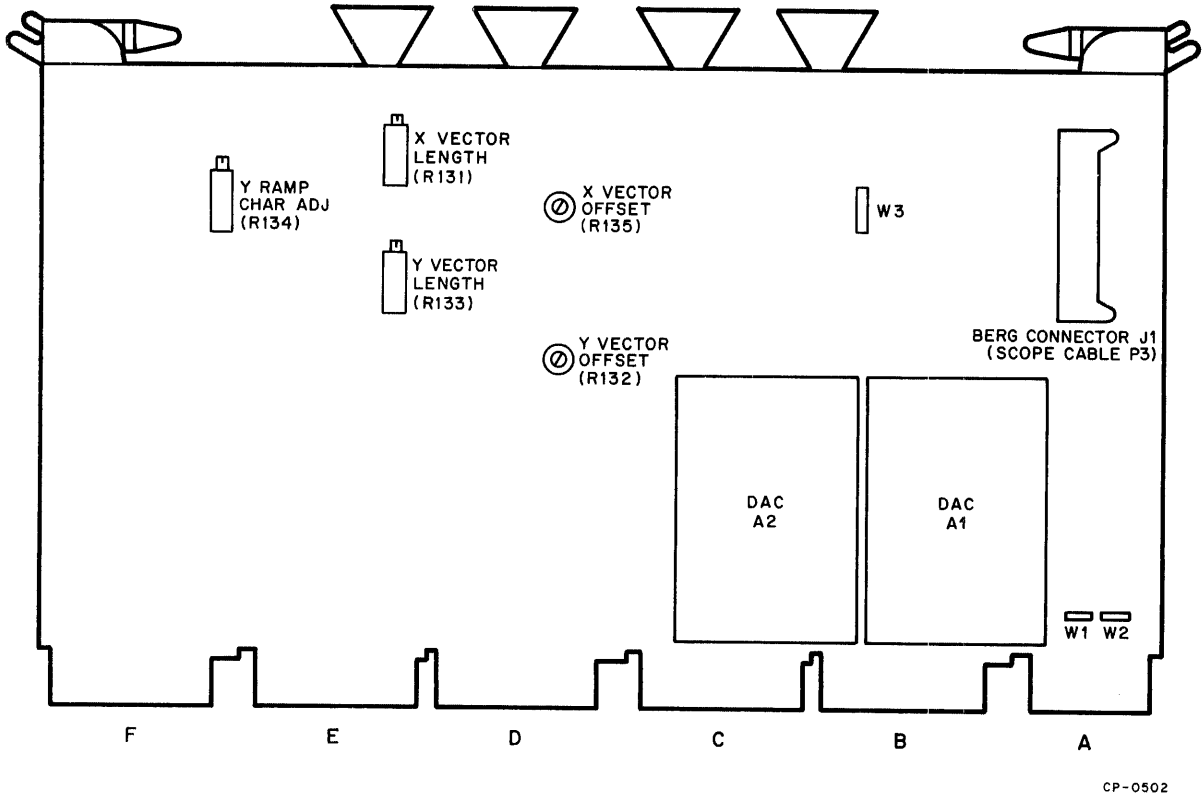 X VECTOR
LENGTH
(R131)
Y RAMP
CHAR ADJ
(R134)
X VECTOR
OFFSET
(R135)
W3
Y VECTOR
LENGTH
(R133)
BERG CONNECTOR J1
(SCOPE CABLE P3)
Y VECTOR
OFFSET
(R132)
DAC
A2
DAC
A1
W1 W2
F E D C B A
CP-0502